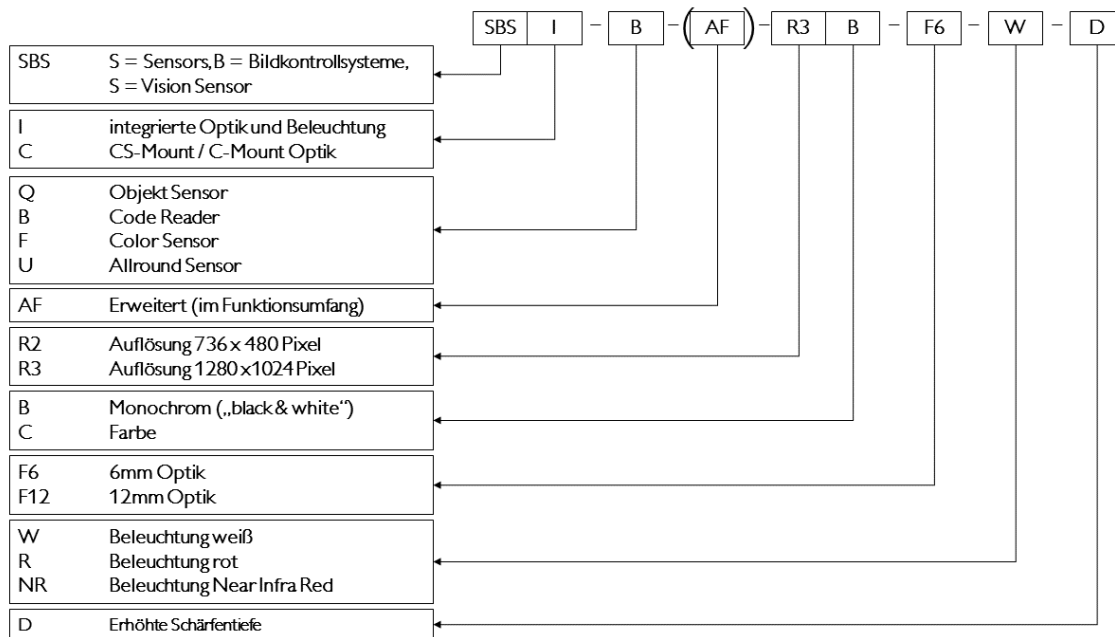 SBS I - B - (AF) - R3 B - F6 - W - D
SBS S = Sensors, B = Bildkontrollsysteme,
S = Vision Sensor
I integrierte Optik und Beleuchtung
C CS-Mount / C-Mount Optik
Q Objekt Sensor
B Code Reader
F Color Sensor
U Allround Sensor
AF Erweitert (im Funktionsumfang)
R2 Auflösung 736 x 480 Pixel
R3 Auflösung 1280 x1024 Pixel
B Monochrom („black & white“)
C Farbe
F6 6mm Optik
F12 12mm Optik
W Beleuchtung weiß
R Beleuchtung rot
NR Beleuchtung Near Infra Red
D Erhöhte Schärfentiefe